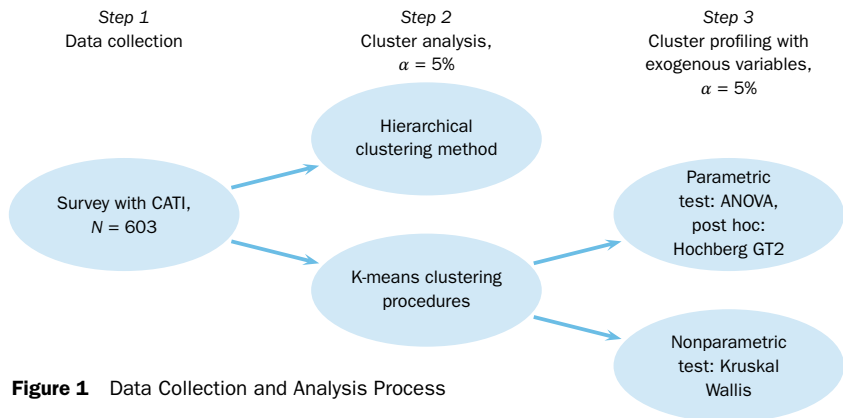 Step 1
Data collection
Step 2
Cluster analysis,
α = 5%
Step 3
Cluster profiling with
exogenous variables,
α = 5%
Survey with CATI,
N = 603
Hierarchical
clustering method
K-means clustering
procedures
Parametric
test: ANOVA,
post hoc:
Hochberg GT2
Nonparametric
test: Kruskal
Wallis
Figure 1 Data Collection and Analysis Process